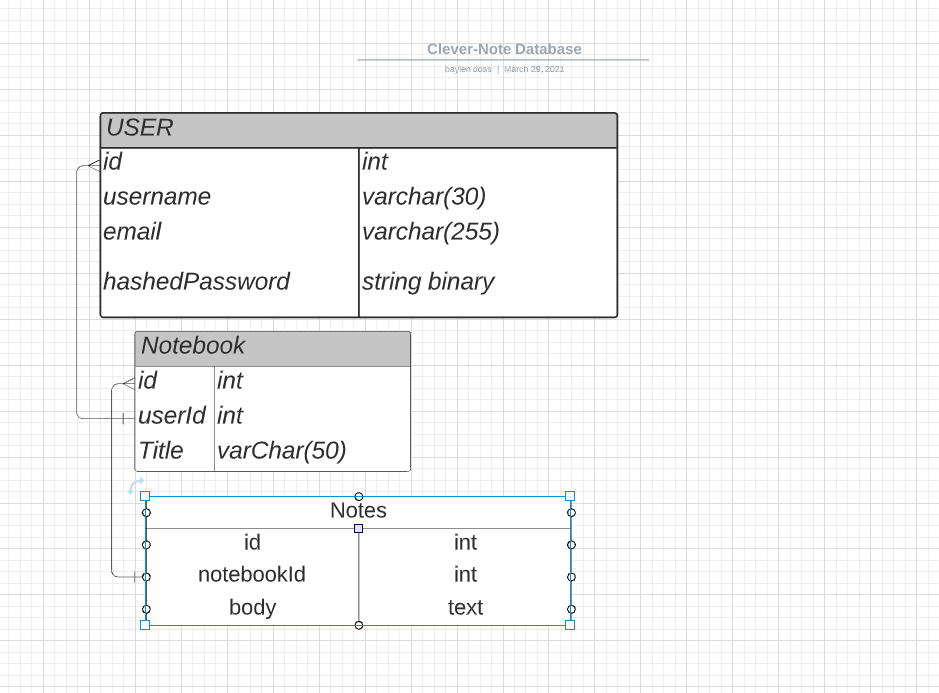 Clever-Note Database
baylen doss | March 29, 2021
USER
id int
username varchar(30)
email varchar(255)
hashedPassword string binary
Notebook
id int
userId int
Title varChar(50)
Notes
id int
notebookId int
body text